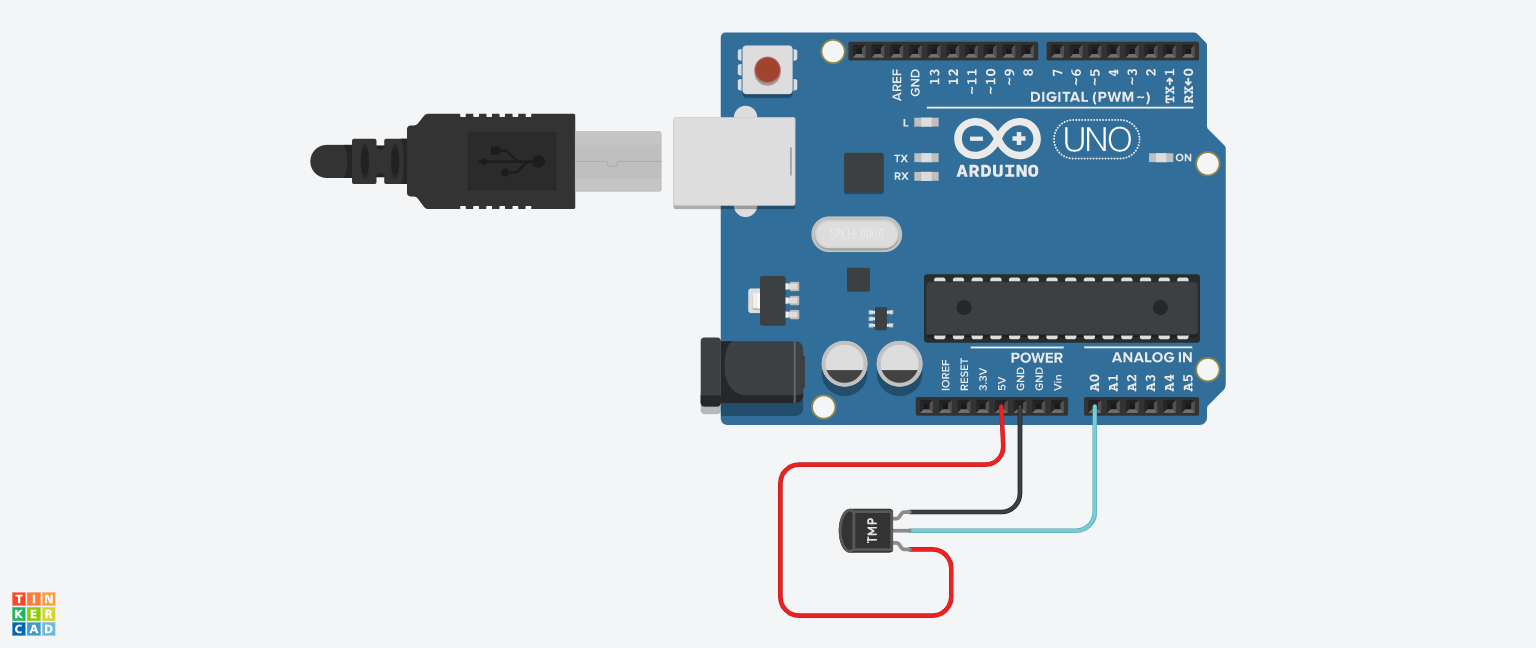 AREF
GND
13
12
~11
~10
~9
8
7
~6
~5
4
~3
2
TX→1
RX←0
DIGITAL (PWM~)
L
TX
RX
ARDUINO
UNO
ON
SPK16.000G
POWER
ANALOG IN
IOREF
RESET
3.3V
5V
GND
GND
Vin
A0
A1
A2
A3
A4
A5
TMP
TIN
KER
CAD